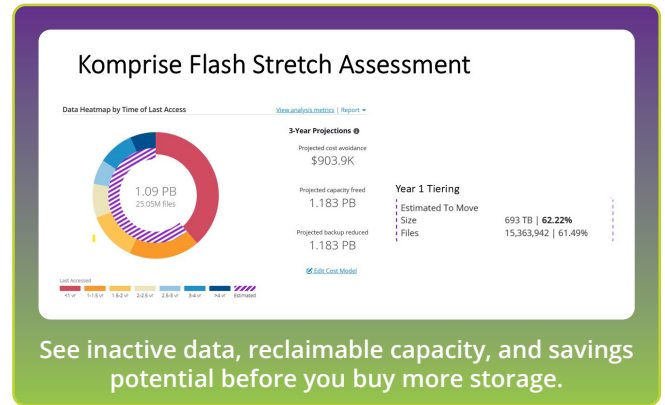 Komprise Flash Stretch Assessment
Data Heatmap by Time of Last Access
View analysis metrics | Report
3-Year Projections
Projected cost avoidance
$903.9K
1.09 PB
25.05M files
Projected capacity freed
1.183 PB
Projected backup reduced
1.183 PB
Edit Cost Model
Year 1 Tiering
Estimated To Move
Size 693 TB | 62.22%
Files 15,363,942 | 61.49%
Last Accessed
<1 yr 1-1.5 yr 1.5-2 yr 2-2.5 yr 2.5-3 yr 3-4 yr >4 yr Estimated
See inactive data, reclaimable capacity, and savings
potential before you buy more storage.